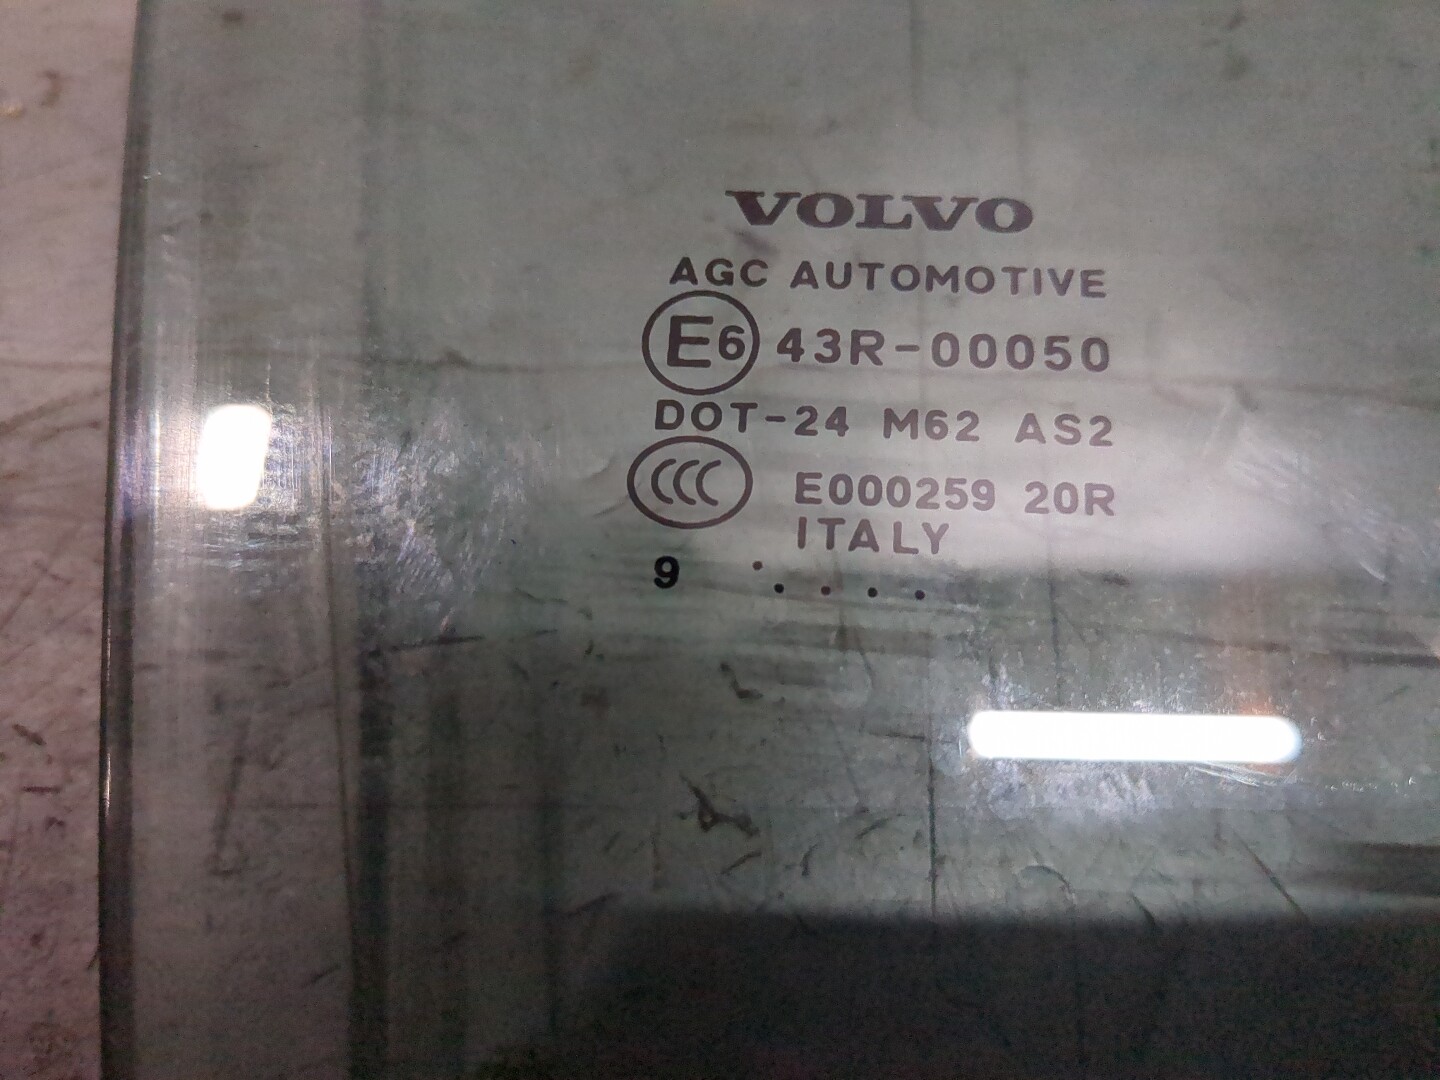 VOLVO
AGC AUTOMOTIVE
E6 43R-00050
DOT-24 M62 AS2
CCC E000259 20R
ITALY
9 . . . . .